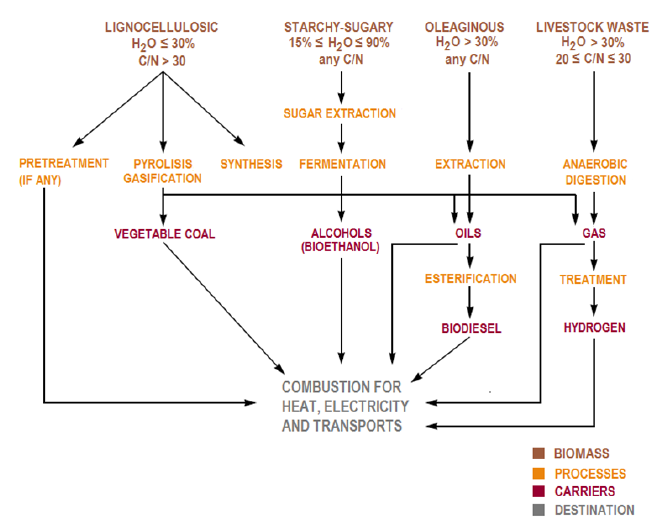 LIGNOCELLULOSIC
H2O ≤ 30%
C/N > 30
STARCHY-SUGARY
15% ≤ H2O ≤ 90%
any C/N
OLEAGINOUS
H2O > 30%
any C/N
LIVESTOCK WASTE
H2O > 30%
20 ≤ C/N ≤ 30
SUGAR EXTRACTION
PRETREATMENT
(IF ANY)
PYROLISIS
GASIFICATION
SYNTHESIS
FERMENTATION
EXTRACTION
ANAEROBIC
DIGESTION
VEGETABLE COAL
ALCOHOLS
(BIOETHANOL)
OILS
GAS
ESTERIFICATION
TREATMENT
BIODIESEL
HYDROGEN
COMBUSTION FOR
HEAT, ELECTRICITY
AND TRANSPORTS
BIOMASS
PROCESSES
CARRIERS
DESTINATION